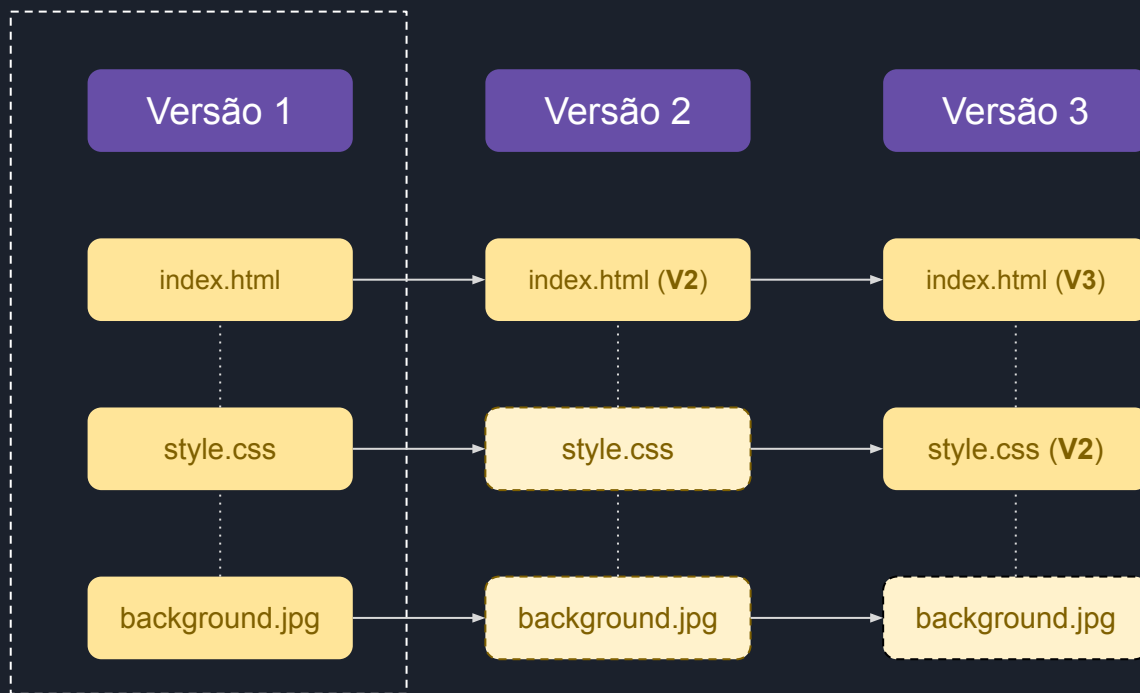 Versão 1
Versão 2
Versão 3
index.html
index.html (V2)
index.html (V3)
style.css
style.css
style.css (V2)
background.jpg
background.jpg
background.jpg